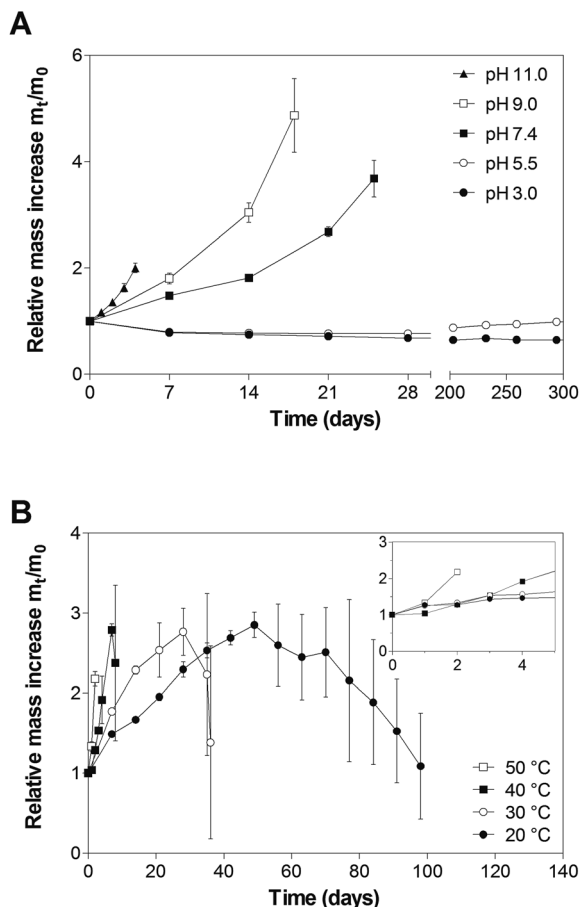 A
Relative mass increase mt/m0
6
4
2
0
pH 11.0
pH 9.0
pH 7.4
pH 5.5
pH 3.0
0 7 14 21 28 200 250 300
Time (days)
B
Relative mass increase mt/m0
4
3
2
1
0
3
2
1
0
0 2 4
50 °C
40 °C
30 °C
20 °C
0 20 40 60 80 100 120 140
Time (days)